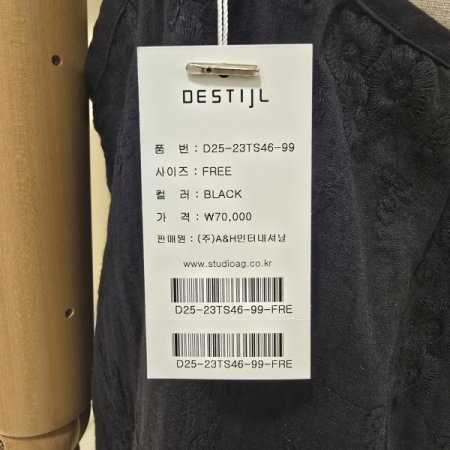 DESTIJL
품 번 : D25-23TS46-99
사이즈 : FREE
컬 러 : BLACK
가 격 : ₩70,000
판매원 : (주)A&H인터내셔날
www.studioag.co.kr
D25-23TS46-99-FRE
D25-23TS46-99-FRE